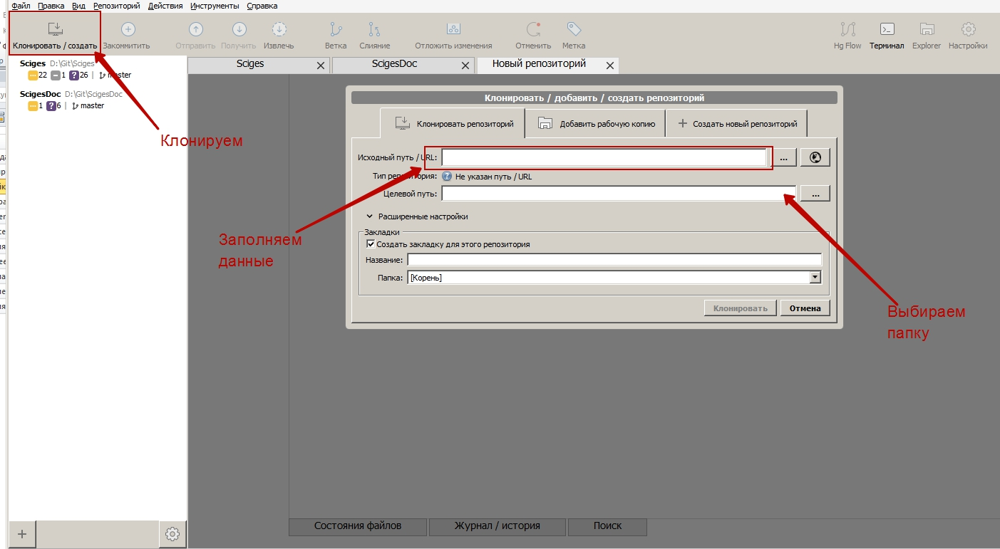 Файл Правка Вид Репозиторий Действия Инструменты Справка
Клонировать / создать Закоммитить Отправить Получить Извлечь Ветка Слияние Отложить изменения Отменить Метка Hg Flow Терминал Explorer Настройки
Sciges D:\Git\Sciges
22 1 ? 26 master
ScigesDoc D:\Git\ScigesDoc
1 ? 6 master
Sciges ScigesDoc Новый репозиторий
Клонируем
Клонировать / добавить / создать репозиторий
Клонировать репозиторий Добавить рабочую копию Создать новый репозиторий
Исходный путь / URL: ...
Тип репозитория: ? Не указан путь / URL
Целевой путь: ...
Расширенные настройки
Закладки
Создать закладку для этого репозитория
Название:
Папка: [Корень]
Клонировать Отмена
Заполняем
данные
Выбираем
папку
Состояния файлов Журнал / история Поиск